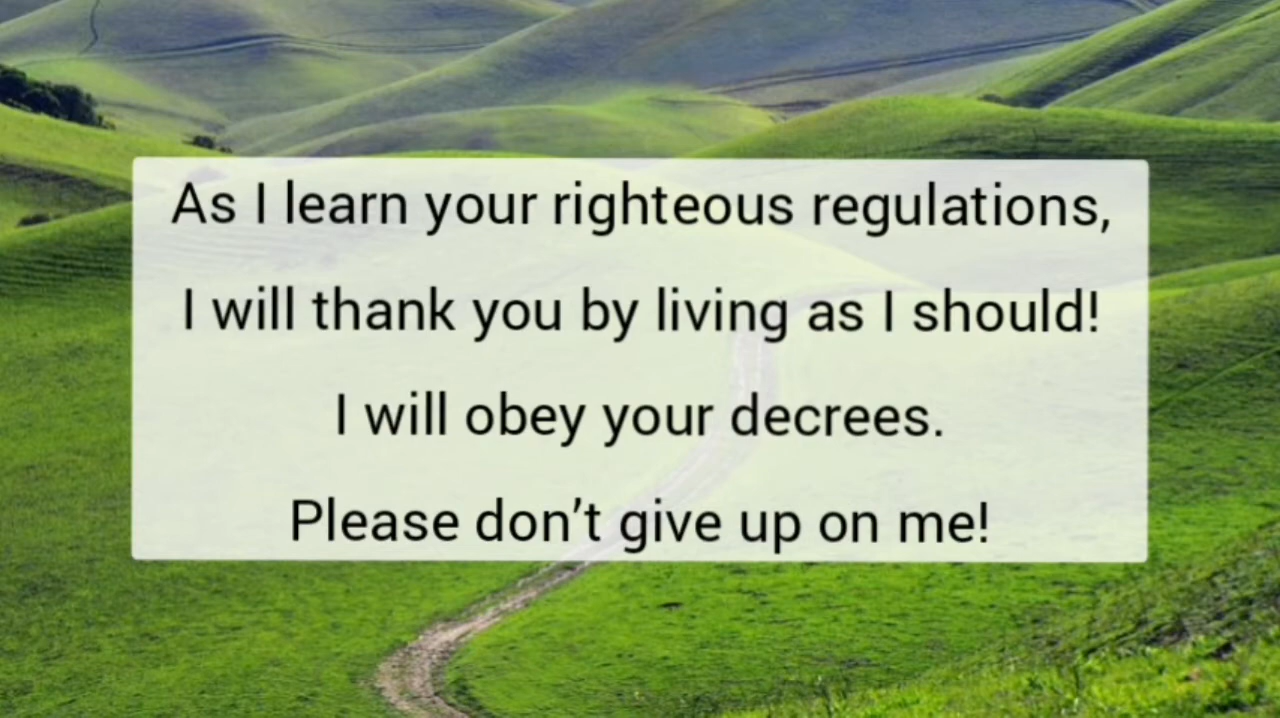 As I learn your righteous regulations,
I will thank you by living as I should!
I will obey your decrees.
Please don’t give up on me!